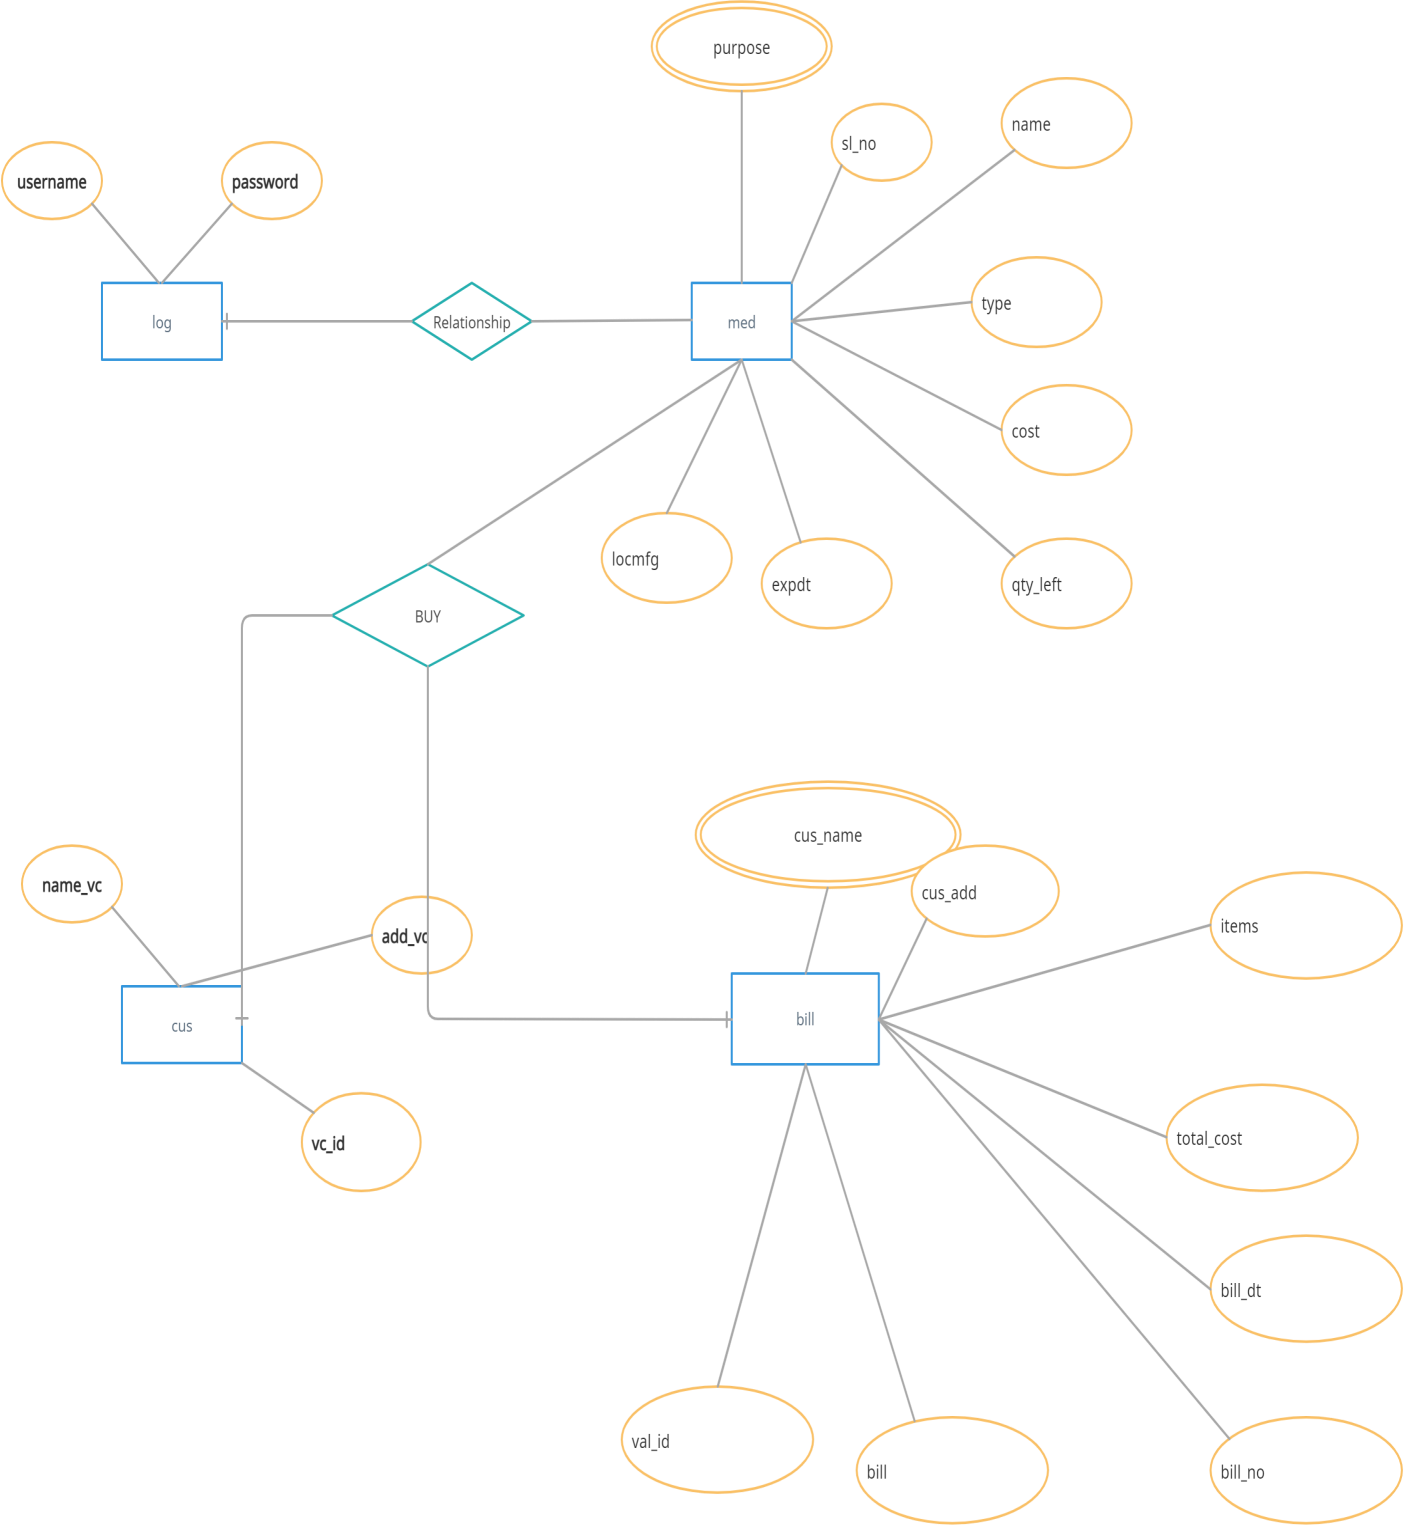 purpose
sl_no
name
username
password
log
Relationship
med
type
cost
locmfg
expdt
qty_left
BUY
cus_name
name_vc
cus_add
add_vc
items
cus
bill
vc_id
total_cost
bill_dt
val_id
bill
bill_no